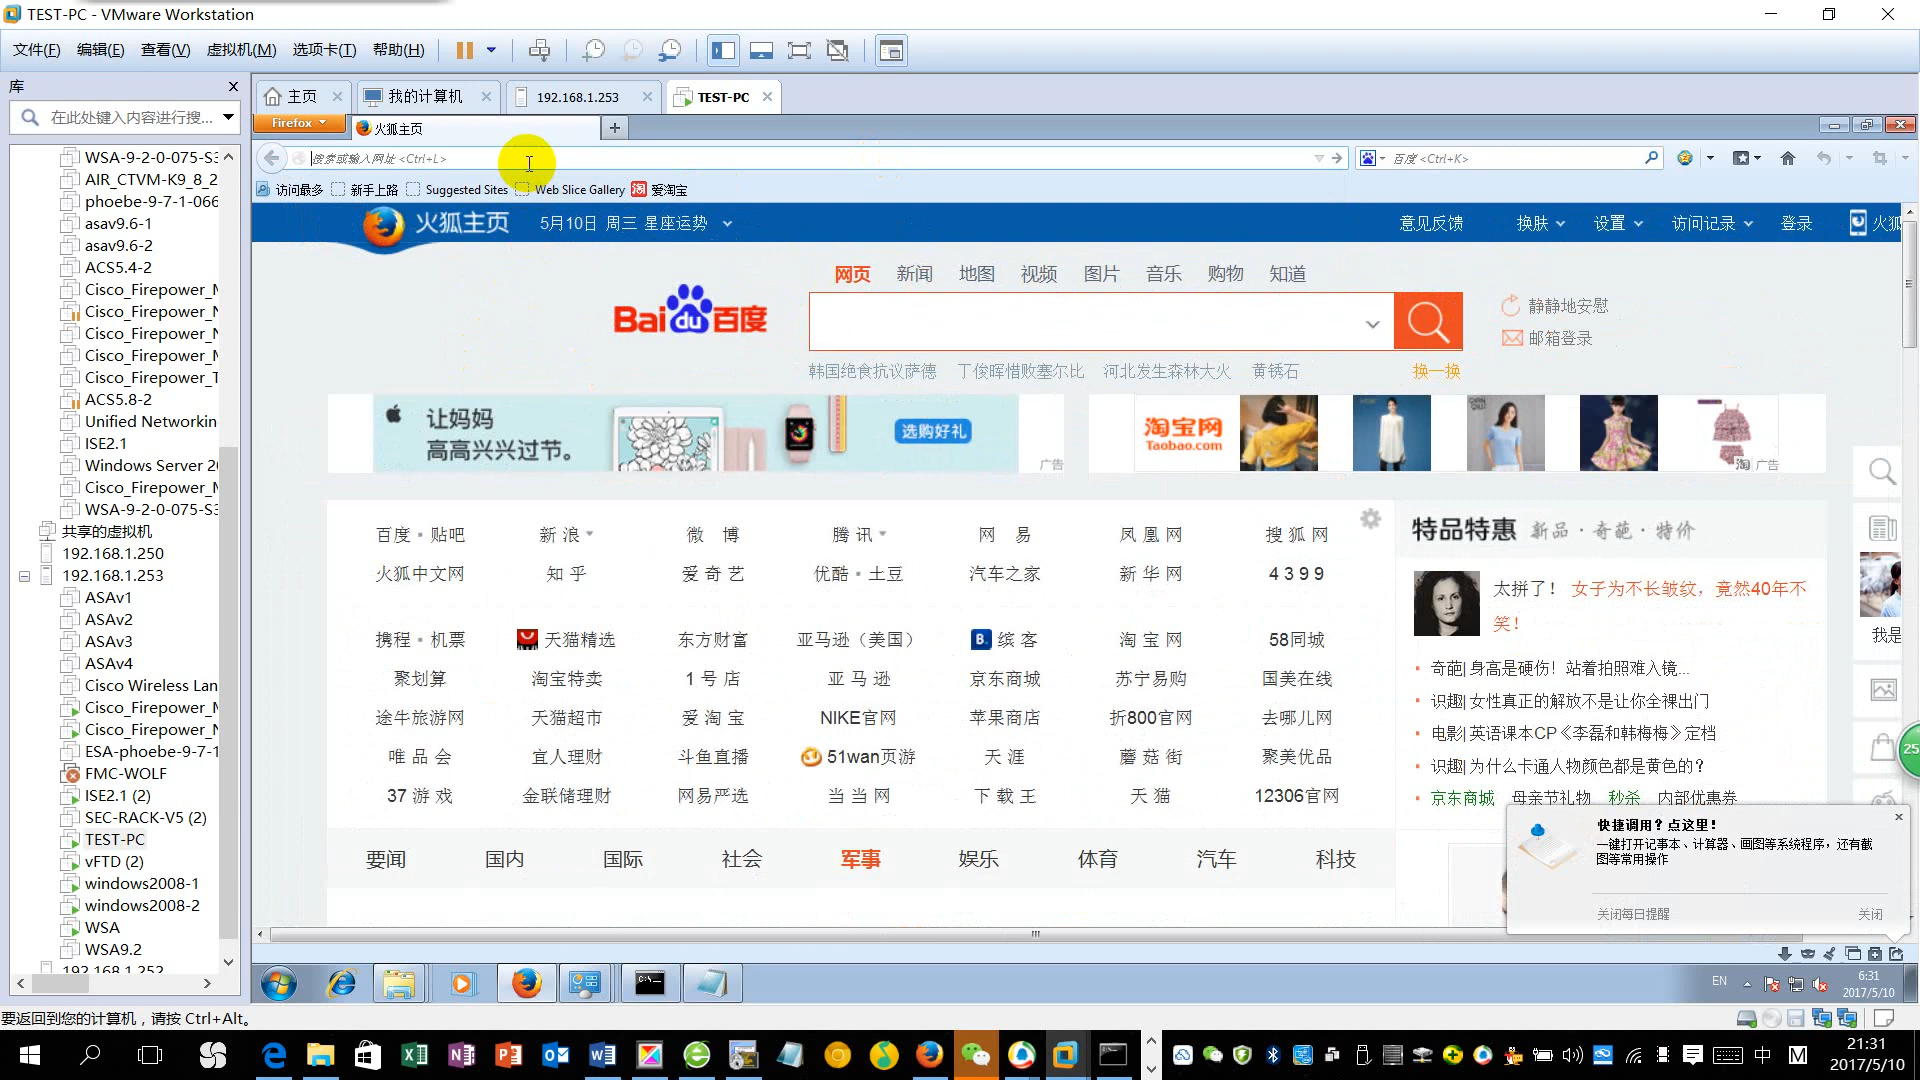 TEST-PC - VMware Workstation
文件(F) 编辑(E) 查看(V) 虚拟机(M) 选项卡(T) 帮助(H)
库
在此处键入内容进行搜...
WSA-9-2-0-075-S3
AIR_CTVM-K9_8_2
phoebe-9-7-1-066
asav9.6-1
asav9.6-2
ACS5.4-2
Cisco_Firepower_M
Cisco_Firepower_N
Cisco_Firepower_N
Cisco_Firepower_M
Cisco_Firepower_T
ACS5.8-2
Unified Networkin
ISE2.1
Windows Server 20
Cisco_Firepower_M
WSA-9-2-0-075-S3
共享的虚拟机
192.168.1.250
192.168.1.253
ASAv1
ASAv2
ASAv3
ASAv4
Cisco Wireless Lan
Cisco_Firepower_M
Cisco_Firepower_N
ESA-phoebe-9-7-1
FMC-WOLF
ISE2.1 (2)
SEC-RACK-V5 (2)
TEST-PC
vFTD (2)
windows2008-1
windows2008-2
WSA
WSA9.2
192.168.1.252
主页 我的计算机 192.168.1.253 TEST-PC
Firefox 火狐主页
搜索或输入网址 <Ctrl+L> 百度 <Ctrl+K>
访问最多 新手上路 Suggested Sites Web Slice Gallery 淘 爱淘宝
火狐主页 5月10日 周三 星座运势 意见反馈 换肤 设置 访问记录 登录 火狐
网页 新闻 地图 视频 图片 音乐 购物 知道
Bai du 百度
静静地安慰
邮箱登录
韩国绝食抗议萨德 丁俊晖惜败塞尔比 河北发生森林大火 黄锈石 换一换
让妈妈
高高兴兴过节。
选购好礼
广告
淘宝网
Taobao.com
淘 广告
百度·贴吧 新浪 微 博 腾讯 网 易 凤凰网 搜狐网
火狐中文网 知乎 爱奇艺 优酷·土豆 汽车之家 新华网 4399
携程·机票 天猫精选 东方财富 亚马逊（美国） B. 缤客 淘宝网 58同城
聚划算 淘宝特卖 1号店 亚马逊 京东商城 苏宁易购 国美在线
途牛旅游网 天猫超市 爱淘宝 NIKE官网 苹果商店 折800官网 去哪儿网
唯品会 宜人理财 斗鱼直播 51wan页游 天涯 蘑菇街 聚美优品
37游戏 金联储理财 网易严选 当当网 下载王 天猫 12306官网
要闻 国内 国际 社会 军事 娱乐 体育 汽车 科技
特品特惠 新品·奇葩·特价
太拼了！ 女子为不长皱纹，竟然40年不
笑！
奇葩| 身高是硬伤！站着拍照难入镜...
识趣| 女性真正的解放不是让你全裸出门
电影| 英语课本CP《李磊和韩梅梅》定档
识趣| 为什么卡通人物颜色都是黄色的？
京东商城 母亲节礼物 秒杀 内部优惠券
我是
25
快捷调用？点这里！
一键打开记事本、计算器、画图等系统程序，还有截
图等常用操作
关闭每日提醒 关闭
EN
6:31
2017/5/10
要返回到您的计算机，请按 Ctrl+Alt。
中 M
21:31
2017/5/10